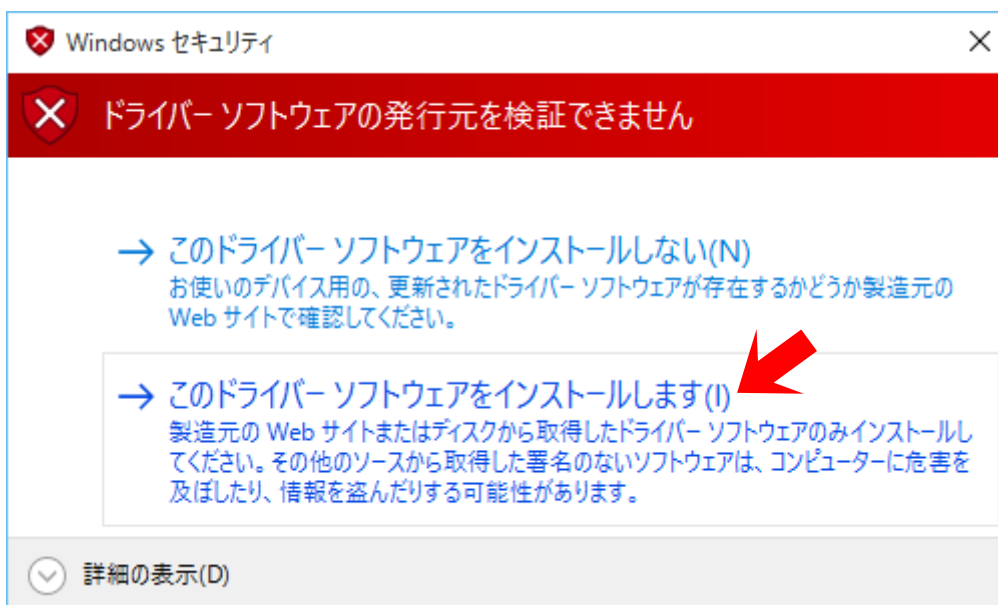 Windows セキュリティ
ドライバー ソフトウェアの発行元を検証できません
このドライバー ソフトウェアをインストールしない(N)
お使いのデバイス用の、更新されたドライバー ソフトウェアが存在するかどうか製造元の
Web サイトで確認してください。
このドライバー ソフトウェアをインストールします(I)
製造元の Web サイトまたはディスクから取得したドライバー ソフトウェアのみインストールし
てください。その他のソースから取得した署名のないソフトウェアは、コンピューターに危害を
及ぼしたり、情報を盗んだりする可能性があります。
詳細の表示(D)